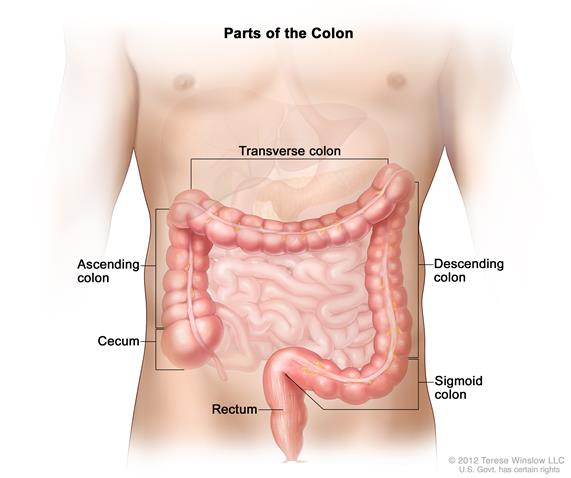 Parts of the Colon
Transverse colon
Ascending
colon
Descending
colon
Cecum
Sigmoid
colon
Rectum
© 2012 Terese Winslow LLC
U.S. Govt. has certain rights